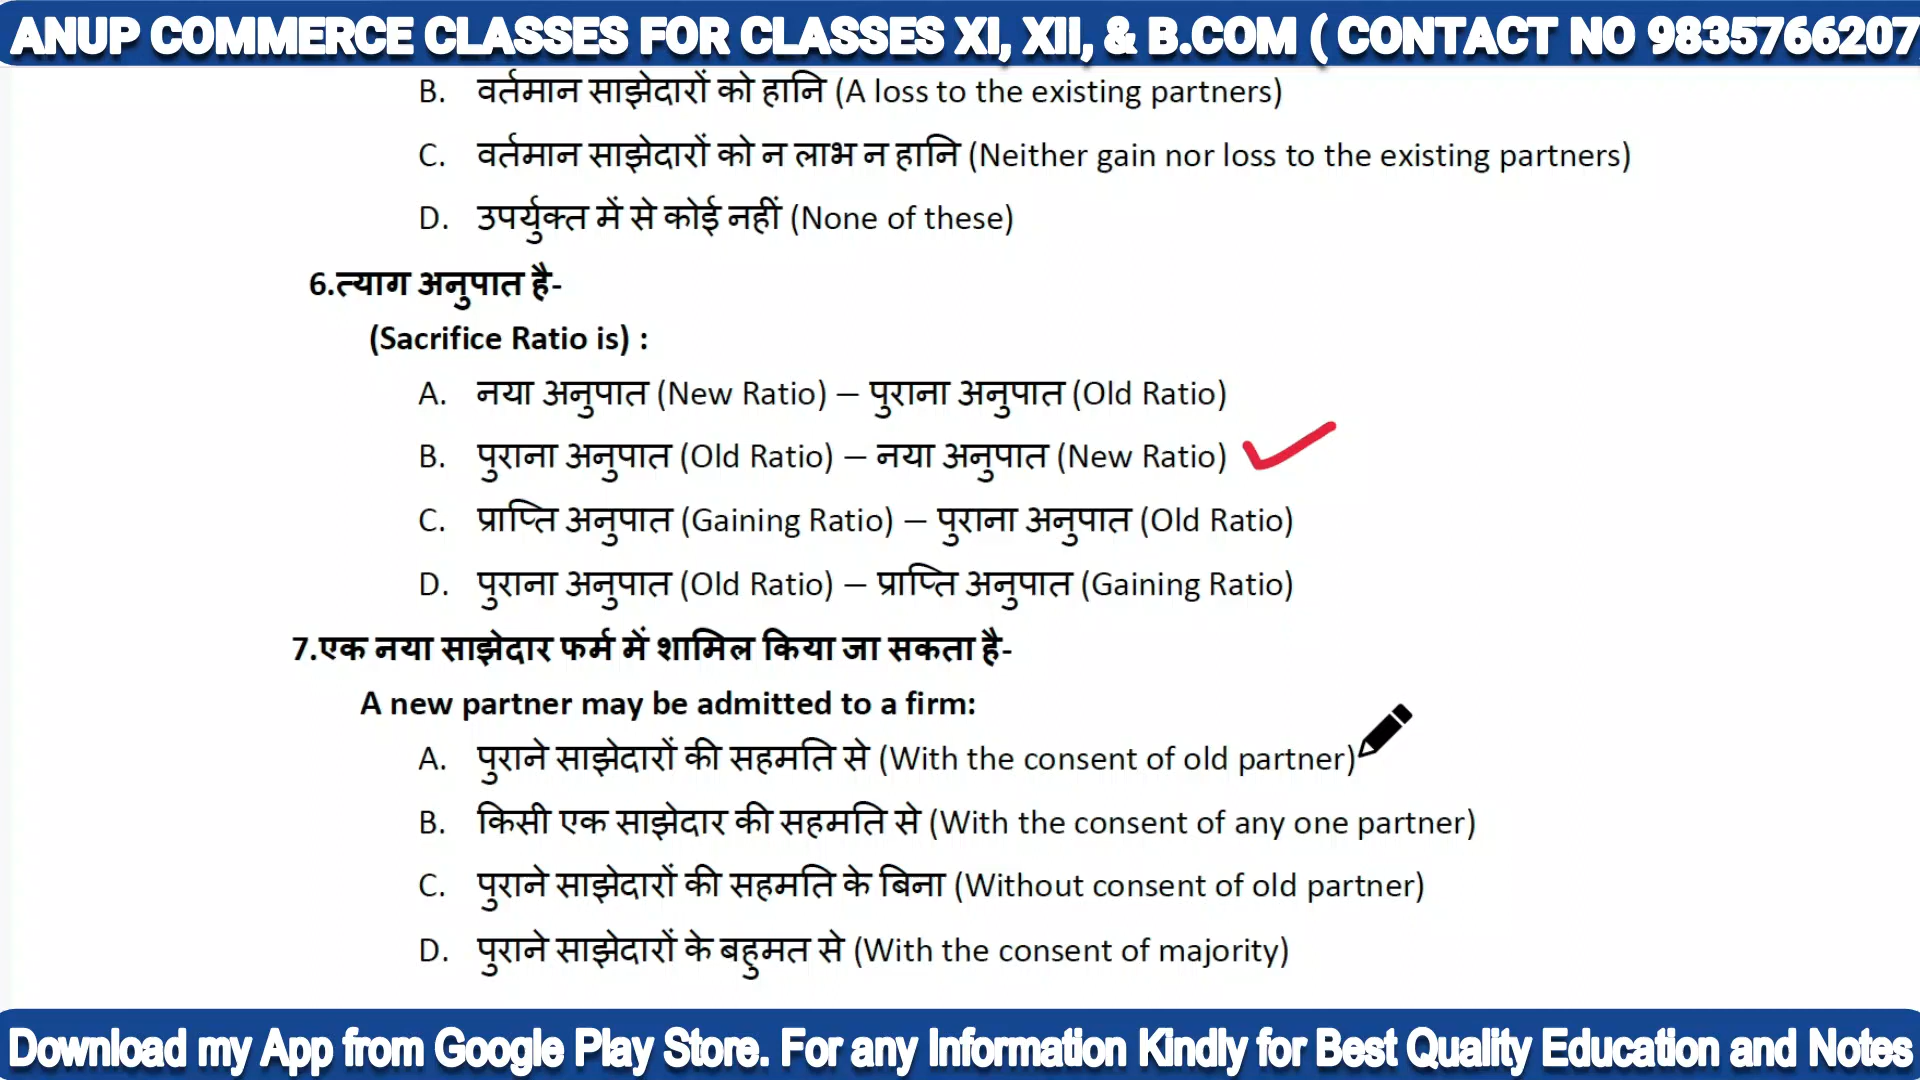 ANUP COMMERCE CLASSES FOR CLASSES XI, XII, & B.COM ( CONTACT NO 9835766207
B. वर्तमान साझेदारों को हानि (A loss to the existing partners)
C. वर्तमान साझेदारों को न लाभ न हानि (Neither gain nor loss to the existing partners)
D. उपर्युक्त में से कोई नहीं (None of these)
6.त्याग अनुपात है-
(Sacrifice Ratio is) :
A. नया अनुपात (New Ratio) – पुराना अनुपात (Old Ratio)
B. पुराना अनुपात (Old Ratio) – नया अनुपात (New Ratio)
C. प्राप्ति अनुपात (Gaining Ratio) – पुराना अनुपात (Old Ratio)
D. पुराना अनुपात (Old Ratio) – प्राप्ति अनुपात (Gaining Ratio)
7.एक नया साझेदार फर्म में शामिल किया जा सकता है-
A new partner may be admitted to a firm:
A. पुराने साझेदारों की सहमति से (With the consent of old partner)
B. किसी एक साझेदार की सहमति से (With the consent of any one partner)
C. पुराने साझेदारों की सहमति के बिना (Without consent of old partner)
D. पुराने साझेदारों के बहुमत से (With the consent of majority)
Download my App from Google Play Store. For any Information Kindly for Best Quality Education and Notes